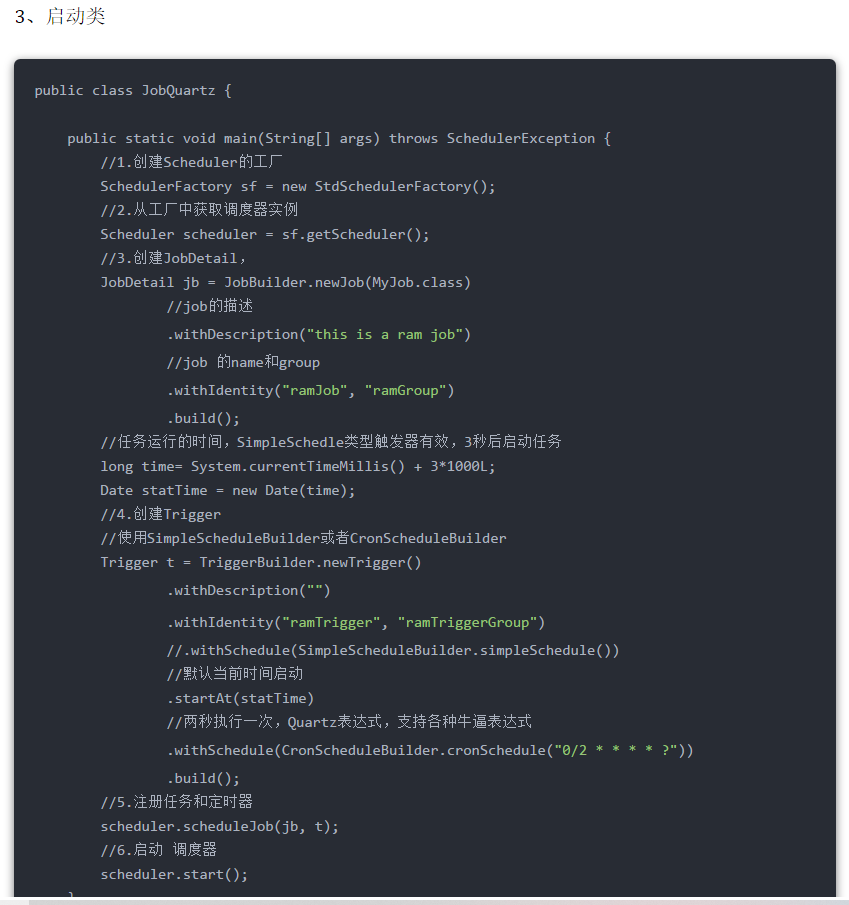 3、启动类
public class JobQuartz {
public static void main(String[] args) throws SchedulerException {
//1.创建Scheduler的工厂
SchedulerFactory sf = new StdSchedulerFactory();
//2.从工厂中获取调度器实例
Scheduler scheduler = sf.getScheduler();
//3.创建JobDetail，
JobDetail jb = JobBuilder.newJob(MyJob.class)
//job的描述
.withDescription("this is a ram job")
//job 的name和group
.withIdentity("ramJob", "ramGroup")
.build();
//任务运行的时间，SimpleSchedle类型触发器有效，3秒后启动任务
long time= System.currentTimeMillis() + 3*1000L;
Date statTime = new Date(time);
//4.创建Trigger
//使用SimpleScheduleBuilder或者CronScheduleBuilder
Trigger t = TriggerBuilder.newTrigger()
.withDescription("")
.withIdentity("ramTrigger", "ramTriggerGroup")
//.withSchedule(SimpleScheduleBuilder.simpleSchedule())
//默认当前时间启动
.startAt(statTime)
//两秒执行一次，Quartz表达式，支持各种牛逼表达式
.withSchedule(CronScheduleBuilder.cronSchedule("0/2 * * * * ?"))
.build();
//5.注册任务和定时器
scheduler.scheduleJob(jb, t);
//6.启动 调度器
scheduler.start();
}